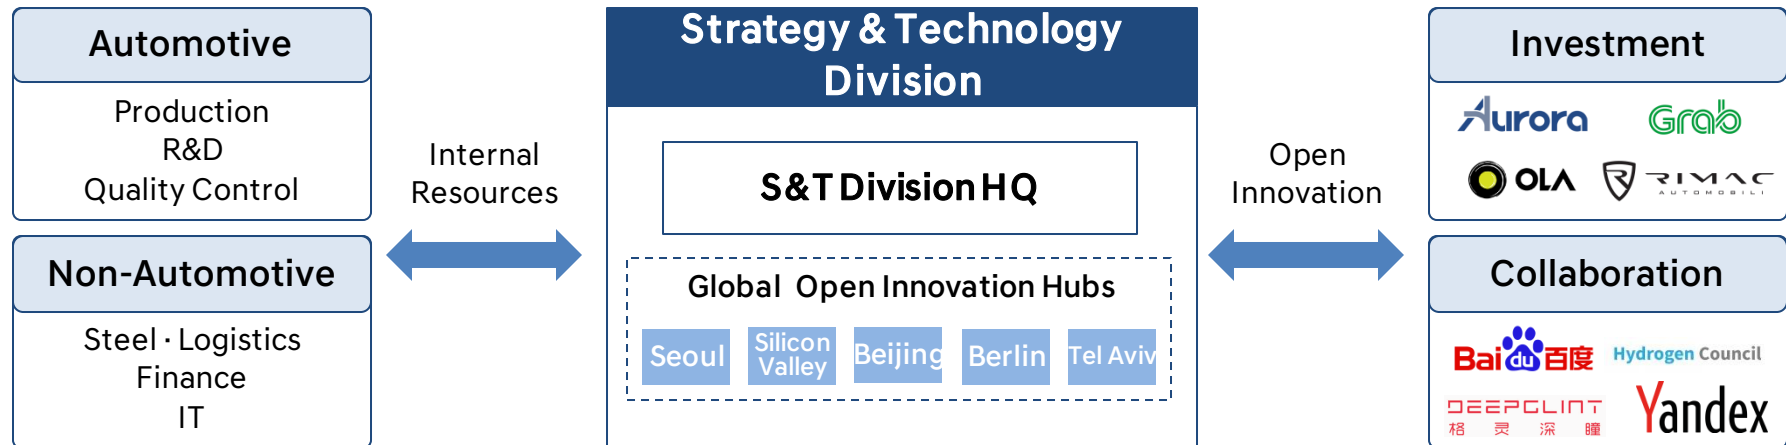 Automotive
Production
R&D
Quality Control
Non-Automotive
Steel · Logistics
Finance
IT
Internal
Resources
Strategy & Technology
Division
S&T Division HQ
Global Open Innovation Hubs
Seoul
Silicon
Valley
Beijing
Berlin
Tel Aviv
Open
Innovation
Investment
Aurora
Grab
OLA
RIMAC
AUTOMOBILI
Collaboration
Baidu百度
Hydrogen Council
DEEPGLINT
格灵深瞳
Yandex